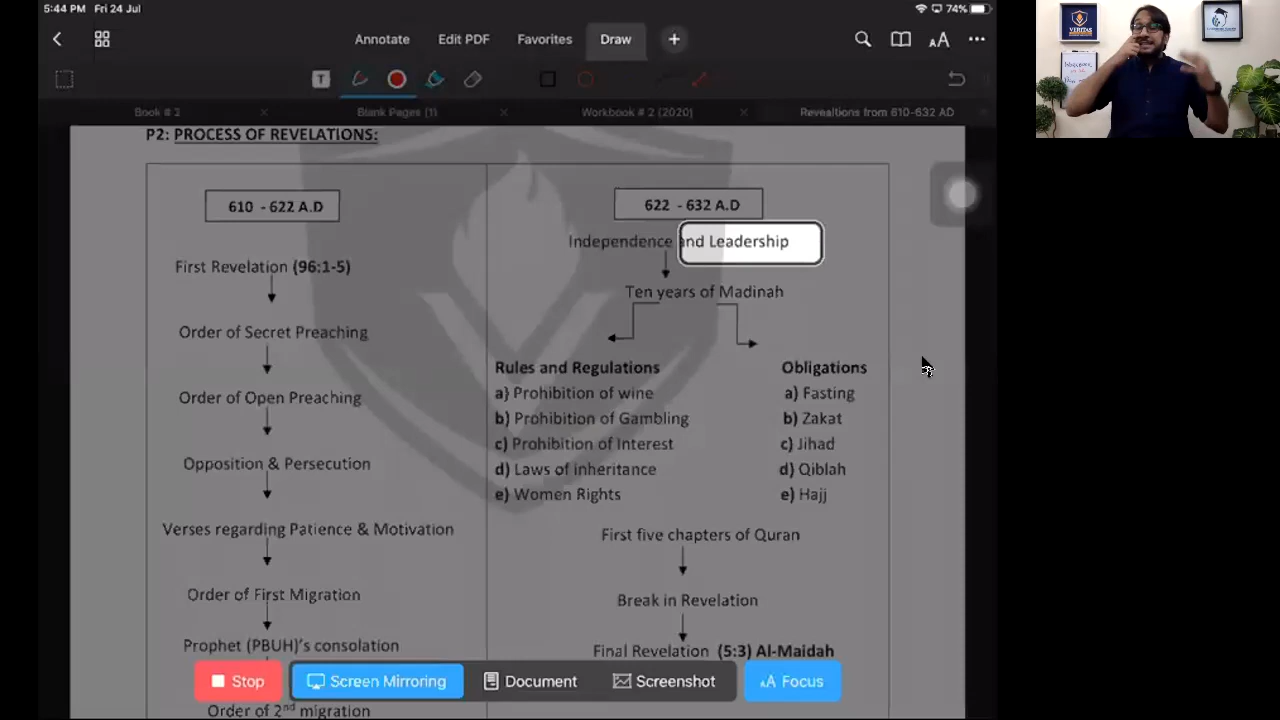 5:44 PM Fri 24 Jul
74%
Annotate Edit PDF Favorites Draw
Book # 3
Blank Pages (1)
Workbook # 2 (2020)
Revealtions from 610-632 AD
VERITAS
P2: PROCESS OF REVELATIONS:
610 - 622 A.D
First Revelation (96:1-5)
Order of Secret Preaching
Order of Open Preaching
Opposition & Persecution
Verses regarding Patience & Motivation
Order of First Migration
Prophet (PBUH)'s consolation
Order of 2nd migration
622 - 632 A.D
Independence and Leadership
Ten years of Madinah
Rules and Regulations
a) Prohibition of wine
b) Prohibition of Gambling
c) Prohibition of Interest
d) Laws of inheritance
e) Women Rights
Obligations
a) Fasting
b) Zakat
c) Jihad
d) Qiblah
e) Hajj
First five chapters of Quran
Break in Revelation
Final Revelation (5:3) Al-Maidah
Stop
Screen Mirroring
Document
Screenshot
AA Focus